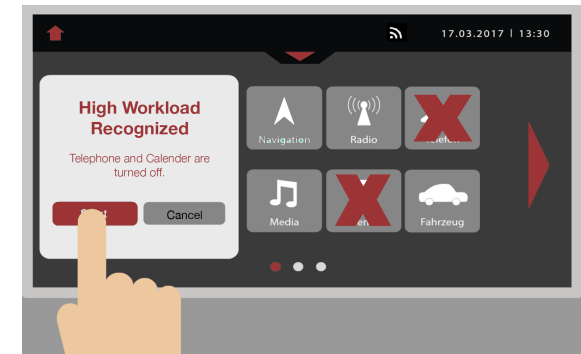 17.03.2017 | 13:30
High Workload
Recognized
Telephone and Calender are
turned off.
Cancel
Navigation
Radio
Media
Fahrzeug